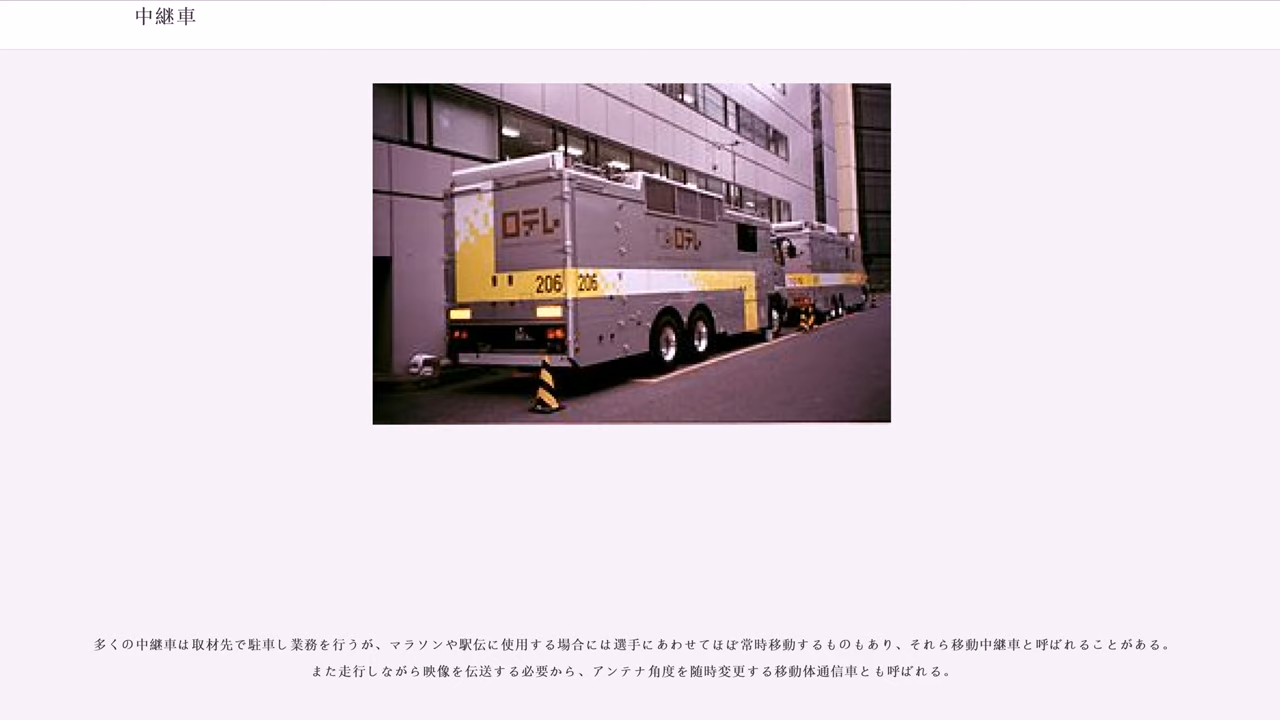 中継車
ロテレ
ロテレ
206
206
多くの中継車は取材先で駐車し業務を行うが、マラソンや駅伝に使用する場合には選手にあわせてほぼ常時移動するものもあり、それら移動中継車と呼ばれることがある。
また走行しながら映像を伝送する必要から、アンテナ角度を随時変更する移動体通信車とも呼ばれる。